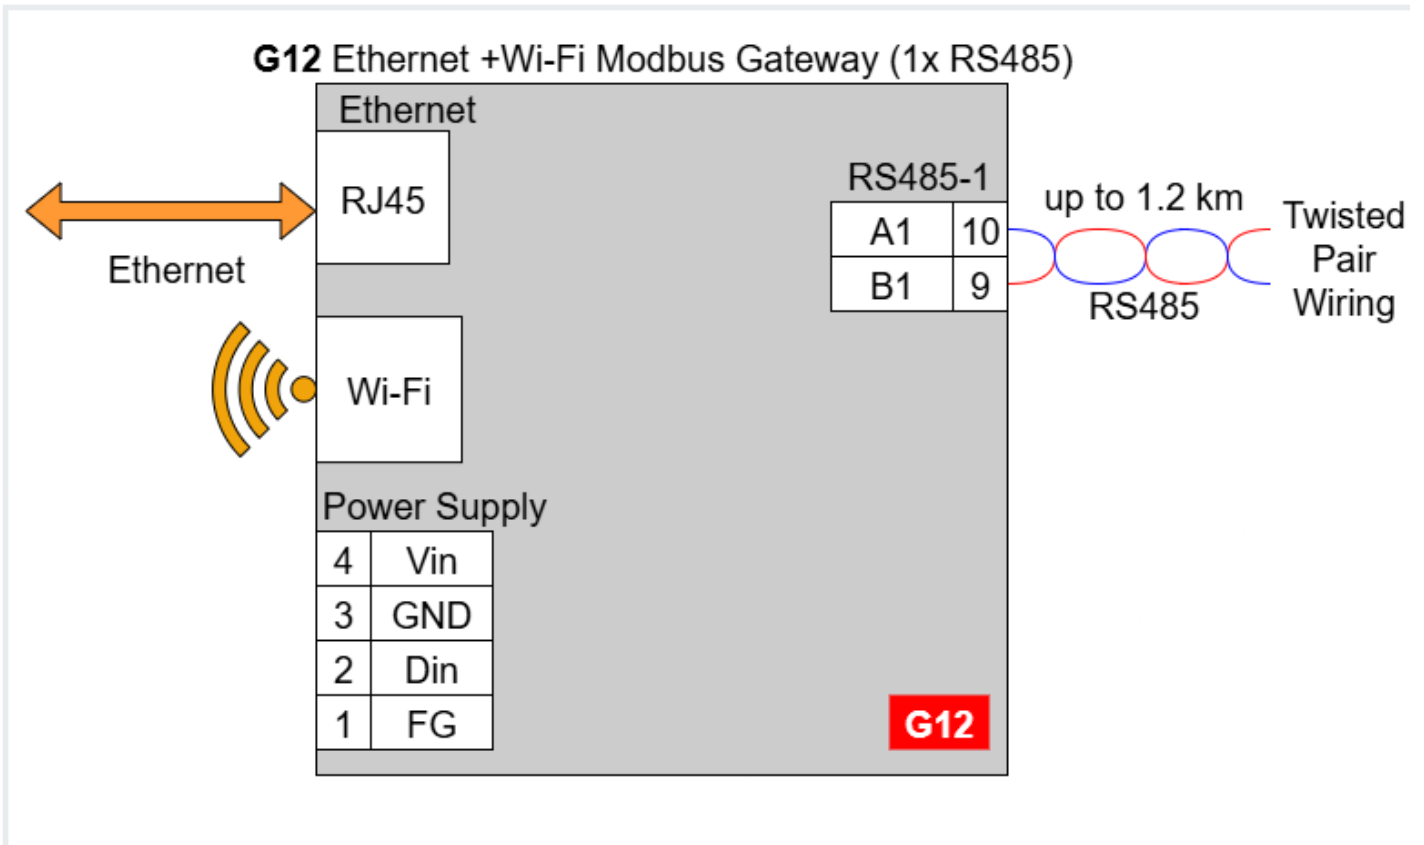 G12 Ethernet +Wi-Fi Modbus Gateway (1x RS485)
Ethernet
RJ45
Ethernet
Wi-Fi
Power Supply
4 Vin
3 GND
2 Din
1 FG
RS485-1
A1 10
B1 9
up to 1.2 km
RS485
Twisted
Pair
Wiring
G12